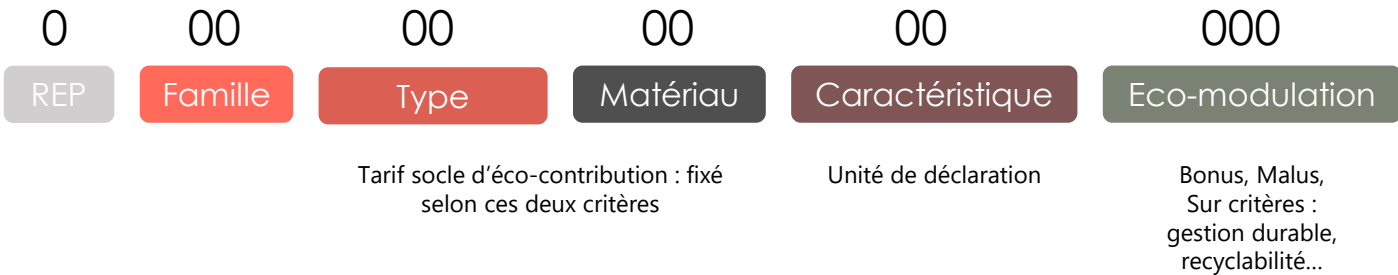 0 00 00 00 00 000
REP Famille Type Matériau Caractéristique Eco-modulation
Tarif socle d'éco-contribution : fixé
selon ces deux critères
Unité de déclaration
Bonus, Malus,
Sur critères :
gestion durable,
recyclabilité…